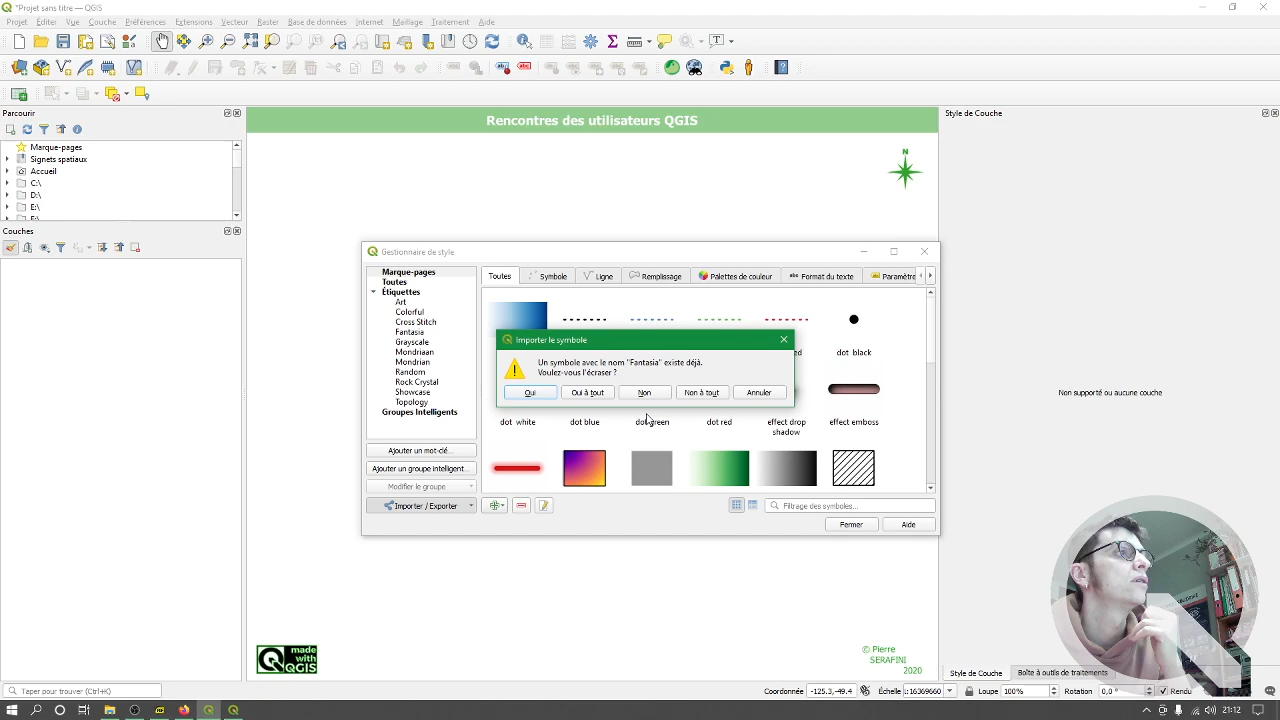 *Projet sans titre — QGIS
Projet Éditer Vue Couche Préférences Extensions Vecteur Raster Base de données Internet Maillage Traitement Aide
Parcourir
Marque-pages
Signets spatiaux
Accueil
C:\
D:\
E:\
Couches
Rencontres des utilisateurs QGIS
N
Style de Couche
Non supporté ou aucune couche
Gestionnaire de style
Marque-pages
Toutes
Étiquettes
Art
Colorful
Cross Stitch
Fantasia
Grayscale
Mondriaan
Mondrian
Random
Rock Crystal
Showcase
Topology
Groupes Intelligents
Ajouter un mot-clé...
Ajouter un groupe intelligent...
Modifier le groupe
Importer / Exporter
Toutes Symbole Ligne Remplissage Palettes de couleur Format du texte Paramètre
dot black
Importer le symbole
Un symbole avec le nom "Fantasia" existe déjà.
Voulez-vous l'écraser ?
Oui Oui à tout Non Non à tout Annuler
dot white dot blue dot green dot red effect drop shadow effect emboss
Filtrage des symboles...
Fermer Aide
made with QGIS
© Pierre
SERAFINI
2020
Style de Couche Boîte à outils de traitements
Taper pour trouver (Ctrl+K)
Coordonnée -125.3,-49.4 Échelle 1:16369660 Loupe 100% Rotation 0,0 ° Rendu
21:12